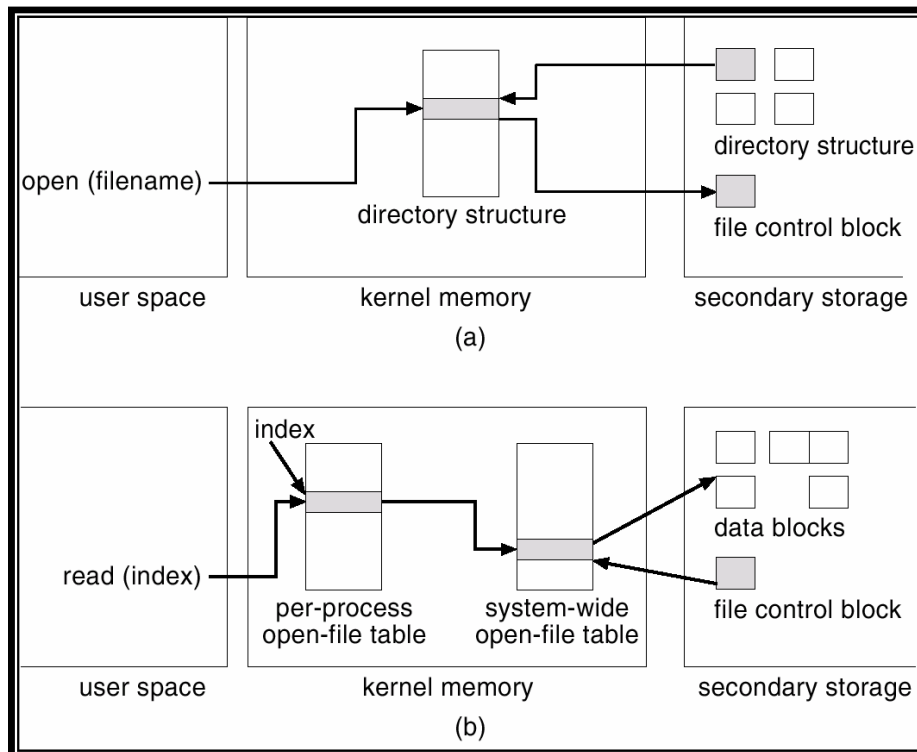 directory structure
open (filename)
directory structure
file control block
user space
kernel memory
secondary storage
(a)
index
data blocks
read (index)
per-process
open-file table
system-wide
open-file table
file control block
user space
kernel memory
secondary storage
(b)